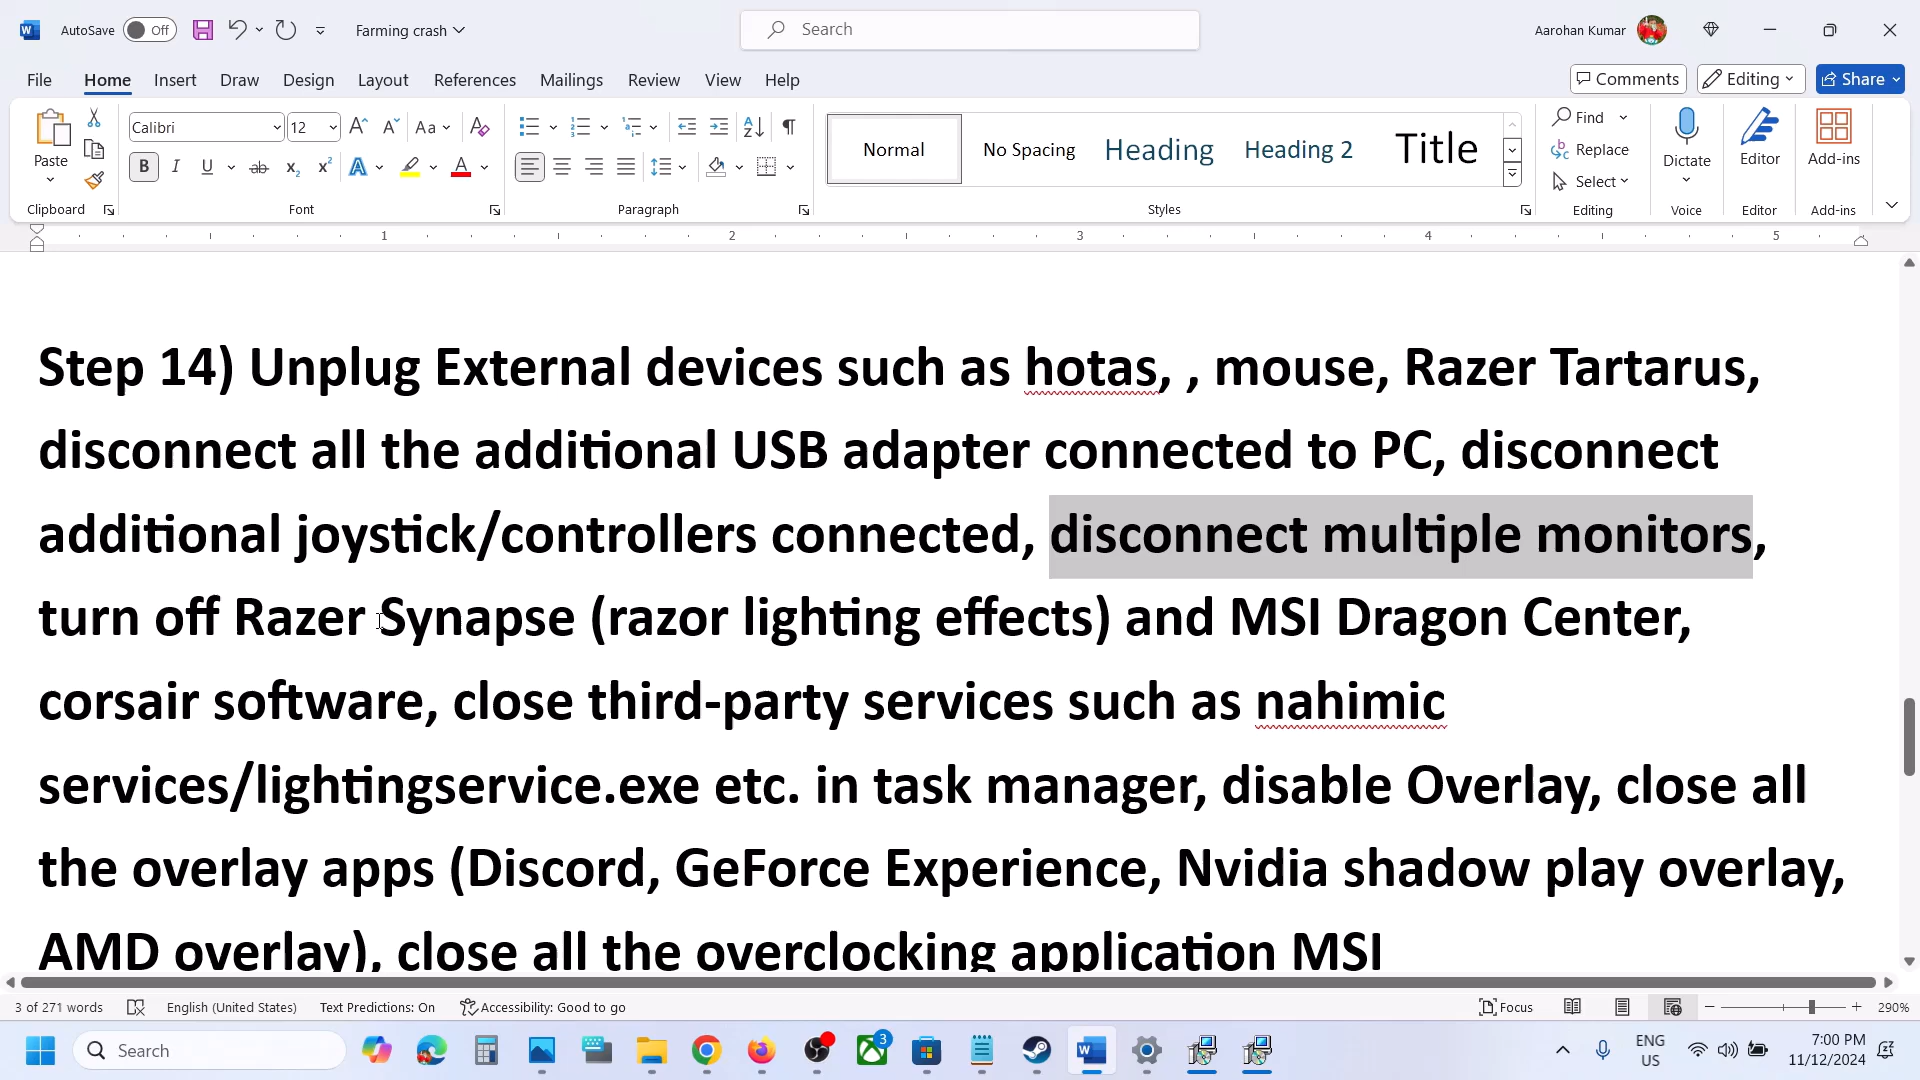 AutoSave Off Farming crash Search Aarohan Kumar
File Home Insert Draw Design Layout References Mailings Review View Help Comments Editing Share
Paste Calibri 12 Aa Normal No Spacing Heading Heading 2 Title Find Replace Select Dictate Editor Add-ins
Clipboard Font Paragraph Styles Editing Voice Editor Add-ins
1 2 3 4 5
Step 14) Unplug External devices such as hotas, , mouse, Razer Tartarus,
disconnect all the additional USB adapter connected to PC, disconnect
additional joystick/controllers connected, disconnect multiple monitors,
turn off Razer Synapse (razor lighting effects) and MSI Dragon Center,
corsair software, close third-party services such as nahimic
services/lightingservice.exe etc. in task manager, disable Overlay, close all
the overlay apps (Discord, GeForce Experience, Nvidia shadow play overlay,
AMD overlay), close all the overclocking application MSI
3 of 271 words English (United States) Text Predictions: On Accessibility: Good to go Focus 290%
Search 3 ENG US 7:00 PM 11/12/2024